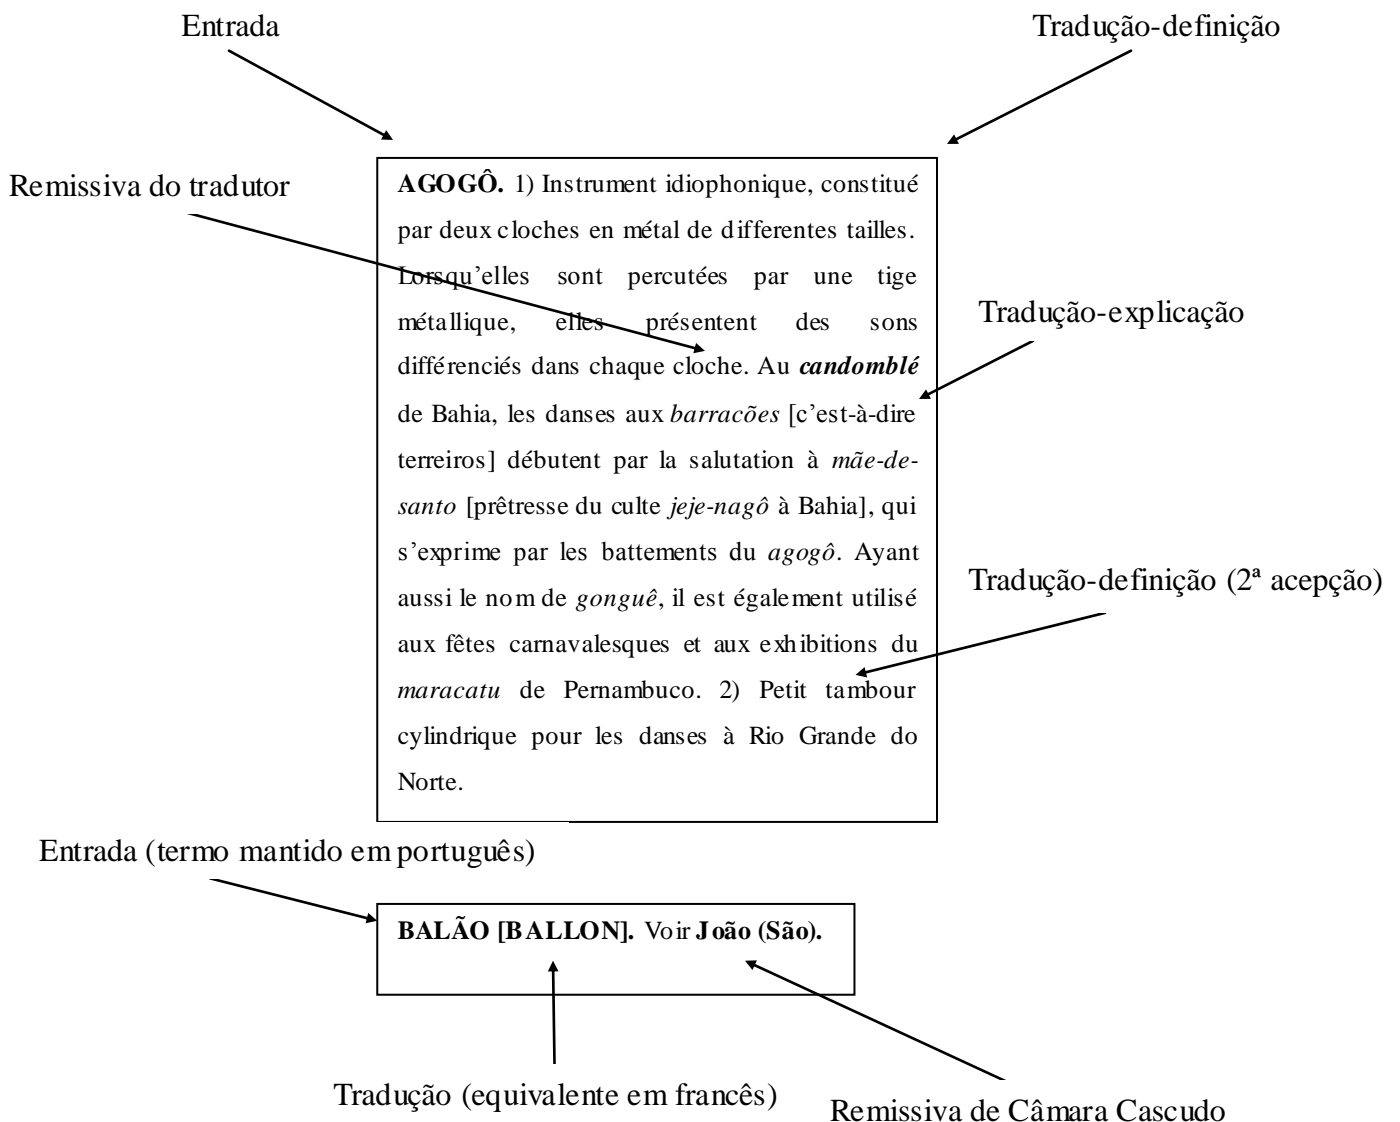 Entrada
Tradução-definição
Remissiva do tradutor
AGOGÔ. 1) Instrument idiophonique, constitué
par deux cloches en métal de differentes tailles.
Lorsqu’elles sont percutées par une tige
métallique, elles présentent des sons
différenciés dans chaque cloche. Au candomblé
de Bahia, les danses aux barracões [c’est-à-dire
terreiros] débutent par la salutation à mãe-de-
santo [prêtresse du culte jeje-nagô à Bahia], qui
s’exprime par les battements du agogô. Ayant
aussi le nom de gonguê, il est également utilisé
aux fêtes carnavalesques et aux exhibitions du
maracatu de Pernambuco. 2) Petit tambour
cylindrique pour les danses à Rio Grande do
Norte.
Tradução-explicação
Tradução-definição (2ª acepção)
Entrada (termo mantido em português)
BALÃO [BALLON]. Voir João (São).
Tradução (equivalente em francês)
Remissiva de Câmara Cascudo